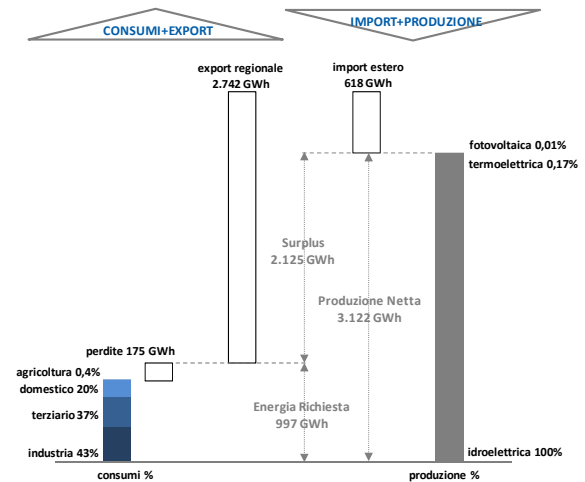 CONSUMI+EXPORT
IMPORT+PRODUZIONE
export regionale
2.742 GWh
import estero
618 GWh
fotovoltaica 0,01%
termoelettrica 0,17%
Surplus
2.125 GWh
Produzione Netta
3.122 GWh
perdite 175 GWh
agricoltura 0,4%
domestico 20%
terziario 37%
Energia Richiesta
997 GWh
industria 43%
idroelettrica 100%
consumi %
produzione %